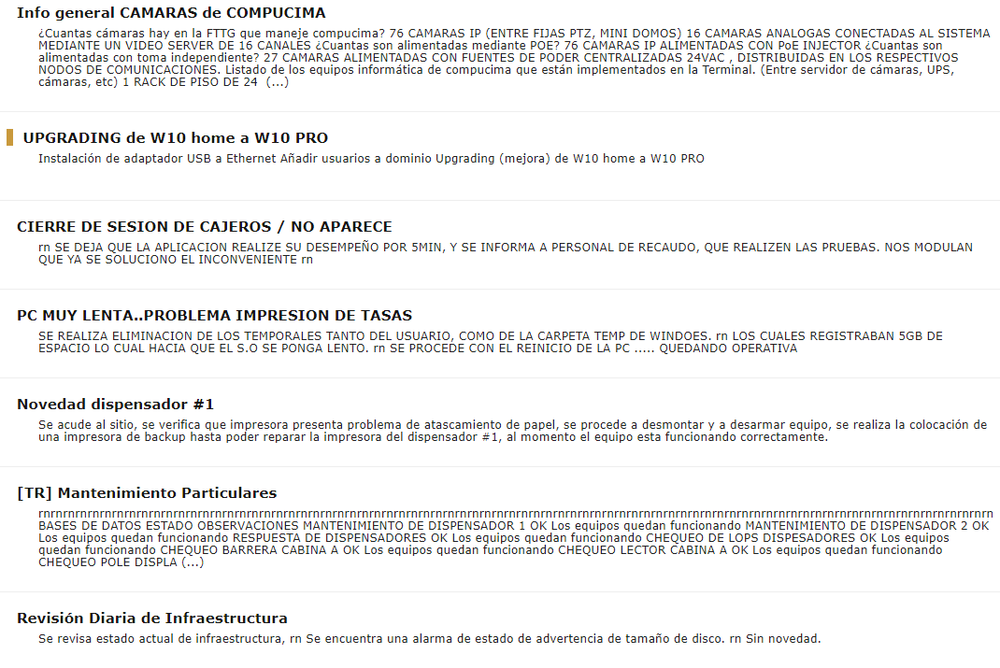 Info general CAMARAS de COMPUCIMA
¿Cuantas cámaras hay en la FTTG que maneje compucima? 76 CAMARAS IP (ENTRE FIJAS PTZ, MINI DOMOS) 16 CAMARAS ANALOGAS CONECTADAS AL SISTEMA
MEDIANTE UN VIDEO SERVER DE 16 CANALES ¿Cuantas son alimentadas mediante POE? 76 CAMARAS IP ALIMENTADAS CON PoE INJECTOR ¿Cuantas son
alimentadas con toma independiente? 27 CAMARAS ALIMENTADAS CON FUENTES DE PODER CENTRALIZADAS 24VAC , DISTRIBUIDAS EN LOS RESPECTIVOS
NODOS DE COMUNICACIONES. Listado de los equipos informática de compucima que están implementados en la Terminal. (Entre servidor de cámaras, UPS,
cámaras, etc) 1 RACK DE PISO DE 24 (...)
UPGRADING de W10 home a W10 PRO
Instalación de adaptador USB a Ethernet Añadir usuarios a dominio Upgrading (mejora) de W10 home a W10 PRO
CIERRE DE SESION DE CAJEROS / NO APARECE
rn SE DEJA QUE LA APLICACION REALIZE SU DESEMPEÑO POR 5MIN, Y SE INFORMA A PERSONAL DE RECAUDO, QUE REALIZEN LAS PRUEBAS. NOS MODULAN
QUE YA SE SOLUCIONO EL INCONVENIENTE rn
PC MUY LENTA..PROBLEMA IMPRESION DE TASAS
SE REALIZA ELIMINACION DE LOS TEMPORALES TANTO DEL USUARIO, COMO DE LA CARPETA TEMP DE WINDOES. rn LOS CUALES REGISTRABAN 5GB DE
ESPACIO LO CUAL HACIA QUE EL S.O SE PONGA LENTO. rn SE PROCEDE CON EL REINICIO DE LA PC ..... QUEDANDO OPERATIVA
Novedad dispensador #1
Se acude al sitio, se verifica que impresora presenta problema de atascamiento de papel, se procede a desmontar y a desarmar equipo, se realiza la colocación de
una impresora de backup hasta poder reparar la impresora del dispensador #1, al momento el equipo esta funcionando correctamente.
[TR] Mantenimiento Particulares
rnrnrnrnrnrnrnrnrnrnrnrnrnrnrnrnrnrnrnrnrnrnrnrnrnrnrnrnrnrnrnrnrnrnrnrnrnrnrnrnrnrnrnrnrnrnrnrnrnrnrnrnrnrnrnrnrnrnrnrnrnrnrnrnrnrnrnrnrnrnrnrnrnrnrnrn
BASES DE DATOS ESTADO OBSERVACIONES MANTENIMIENTO DE DISPENSADOR 1 OK Los equipos quedan funcionando MANTENIMIENTO DE DISPENSADOR 2 OK
Los equipos quedan funcionando RESPUESTA DE DISPENSADORES OK Los equipos quedan funcionando CHEQUEO DE LOPS DISPESADORES OK Los equipos
quedan funcionando CHEQUEO BARRERA CABINA A OK Los equipos quedan funcionando CHEQUEO LECTOR CABINA A OK Los equipos quedan funcionando
CHEQUEO POLE DISPLA (...)
Revisión Diaria de Infraestructura
Se revisa estado actual de infraestructura, rn Se encuentra una alarma de estado de advertencia de tamaño de disco. rn Sin novedad.